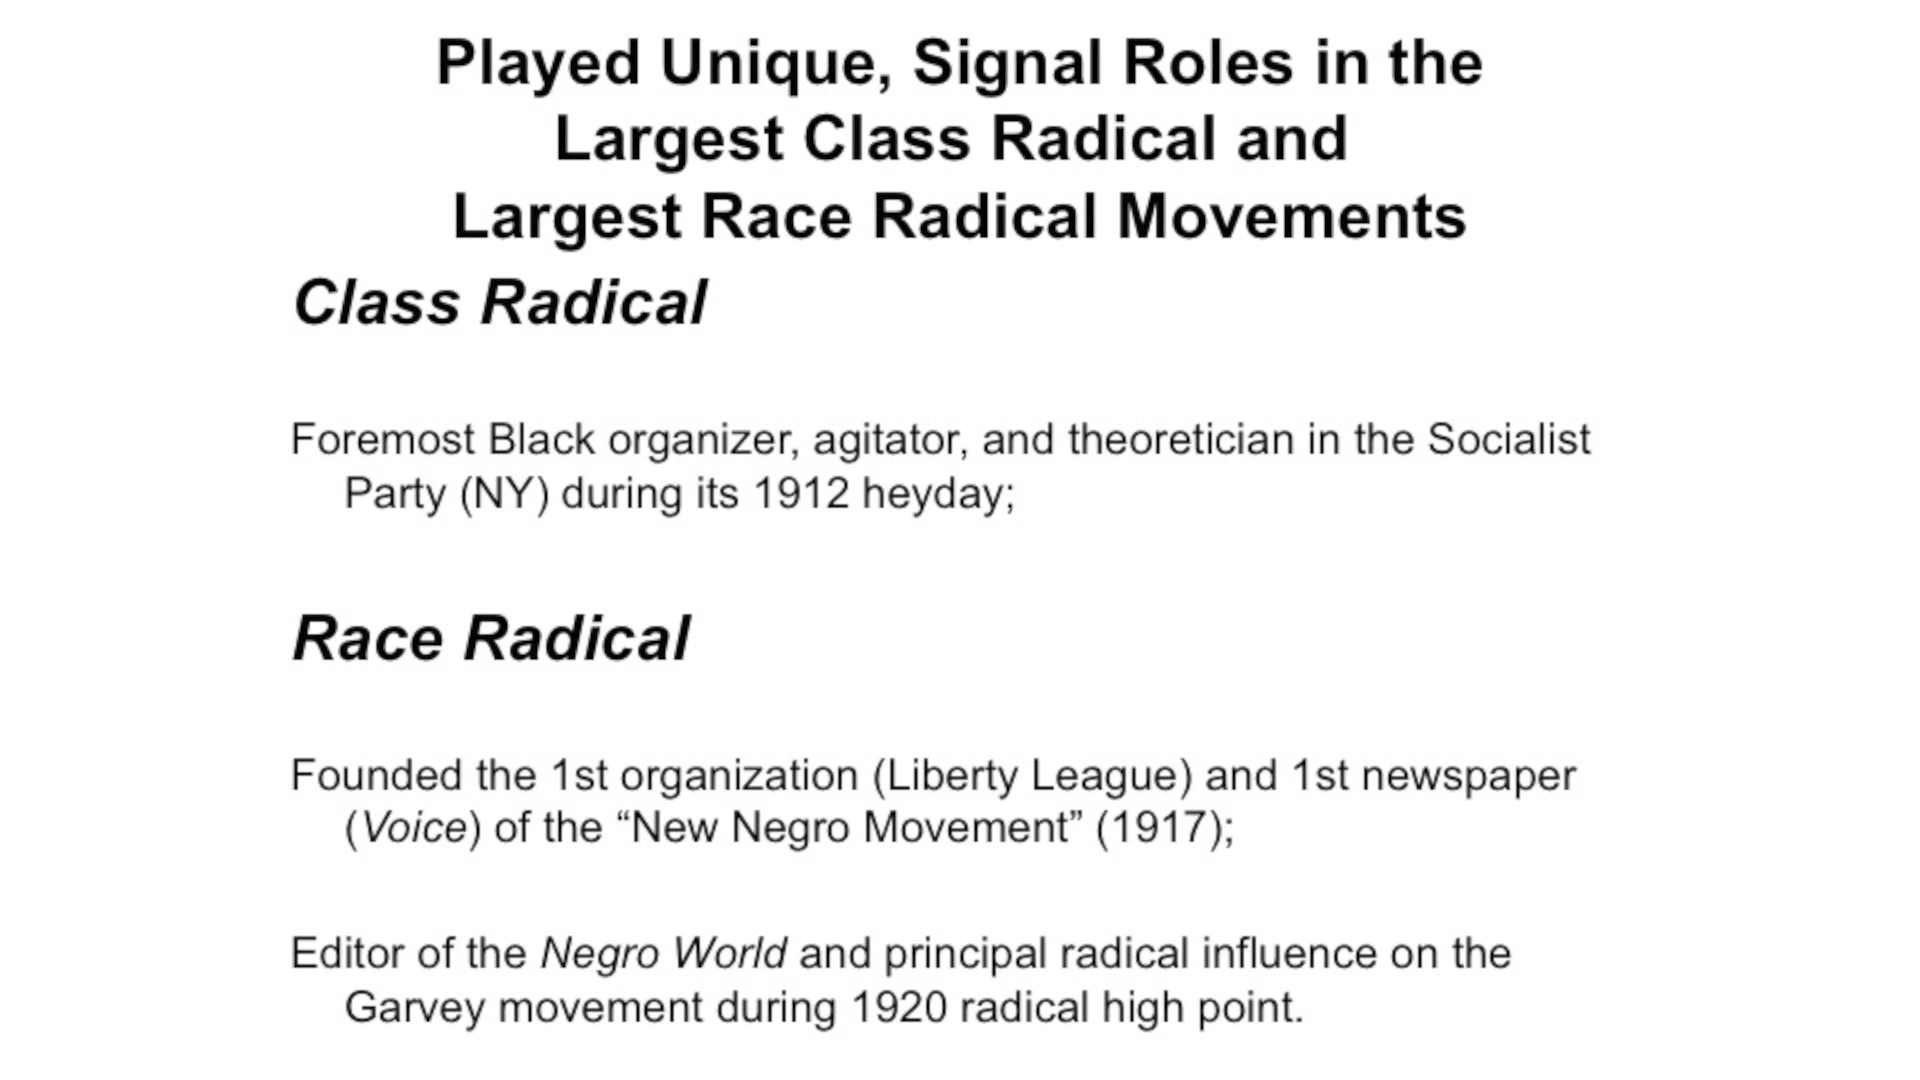 Played Unique, Signal Roles in the
Largest Class Radical and
Largest Race Radical Movements
Class Radical
Foremost Black organizer, agitator, and theoretician in the Socialist
Party (NY) during its 1912 heyday;
Race Radical
Founded the 1st organization (Liberty League) and 1st newspaper
(Voice) of the “New Negro Movement” (1917);
Editor of the Negro World and principal radical influence on the
Garvey movement during 1920 radical high point.